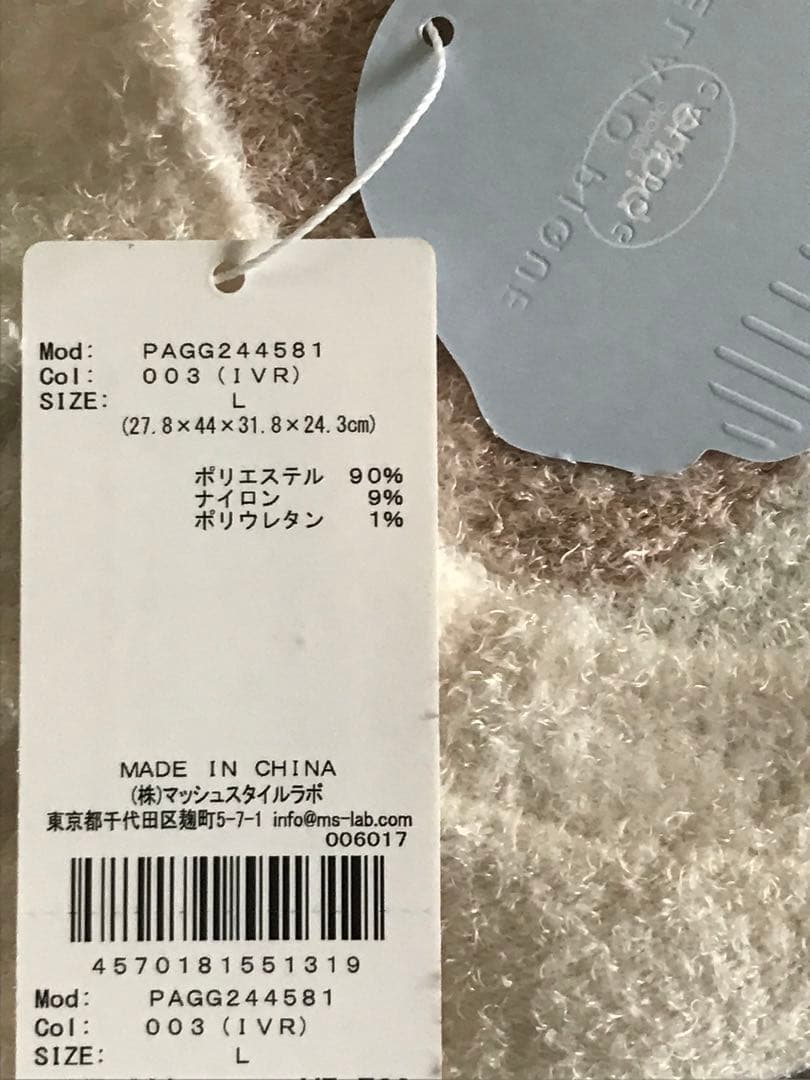 GELATO PIQUE
Mod: PAGG244581
Col: 003(IVR)
SIZE: L
(27.8×44×31.8×24.3cm)
ポリエステル 90%
ナイロン 9%
ポリウレタン 1%
MADE IN CHINA
(株)マッシュスタイルラボ
東京都千代田区麹町5-7-1 info@ms-lab.com
006017
4570181551319
Mod: PAGG244581
Col: 003(IVR)
SIZE: L